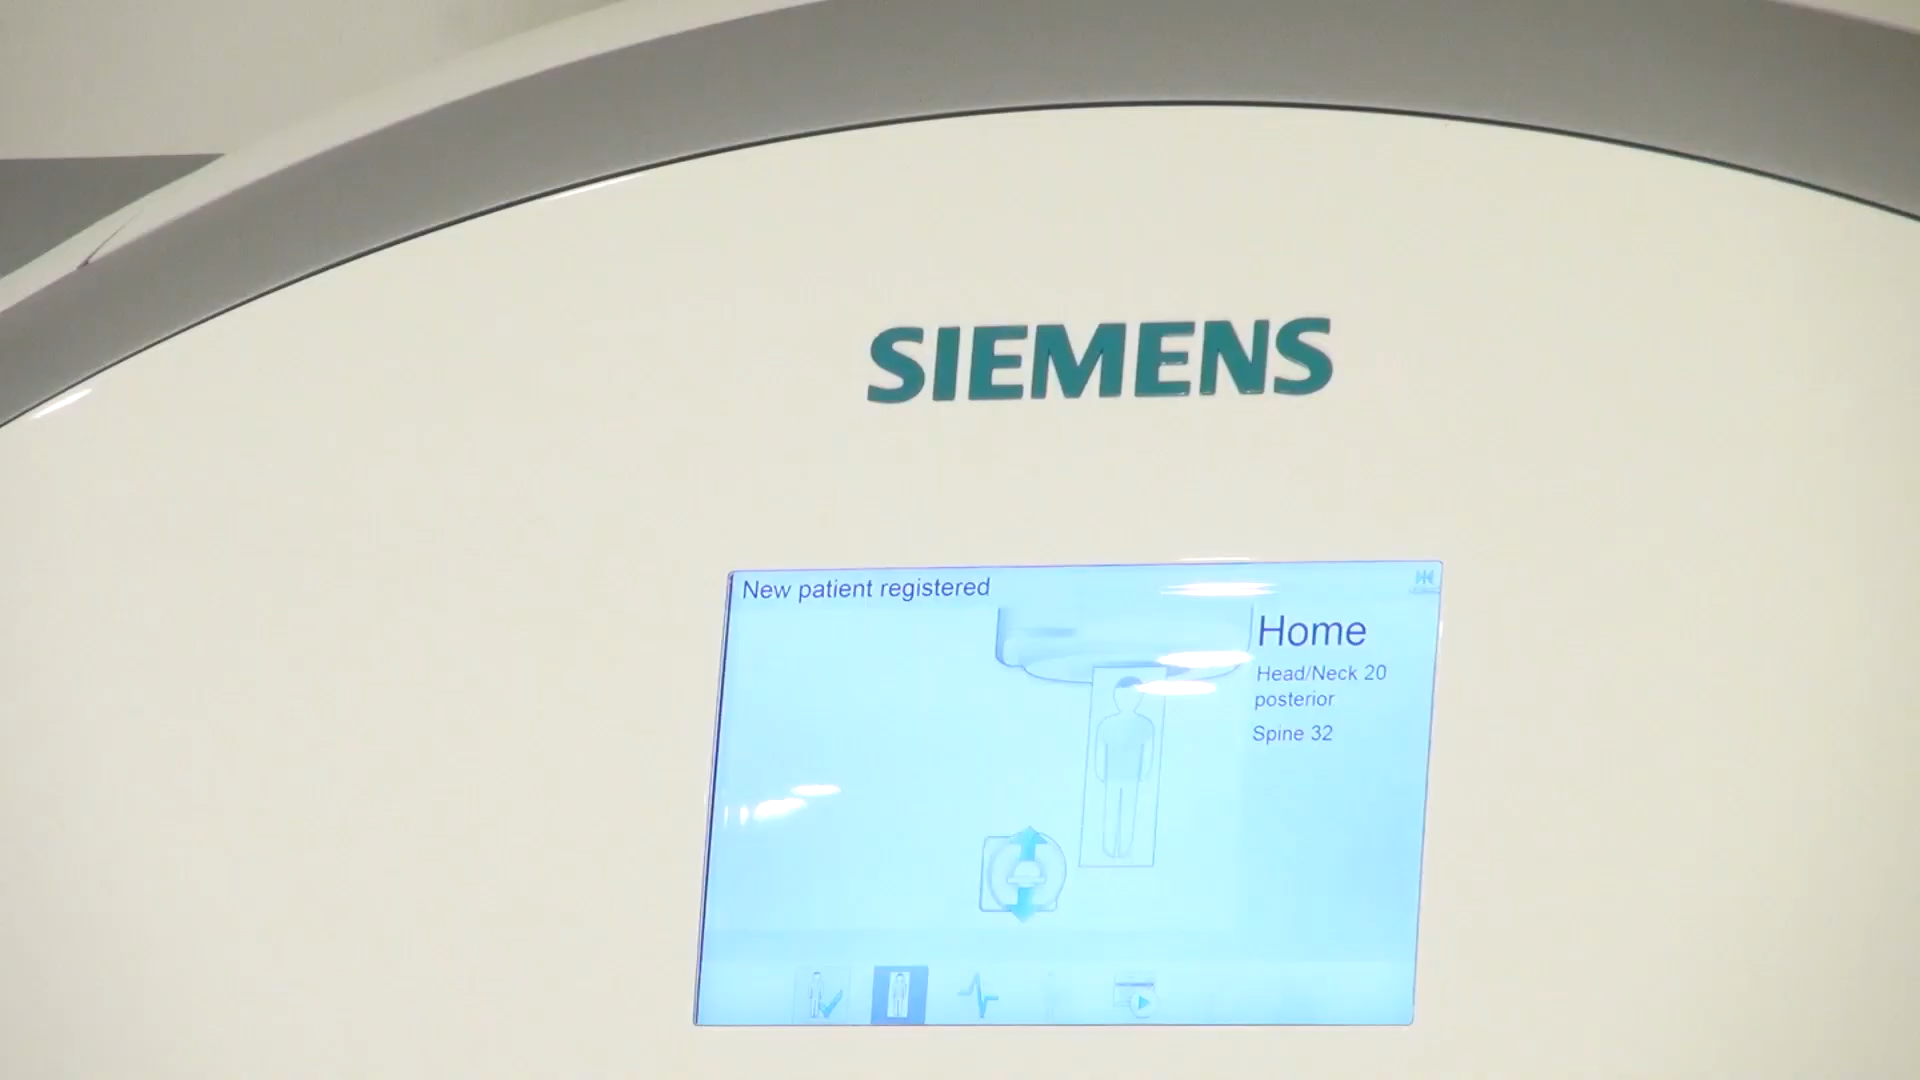 SIEMENS
New patient registered
Home
Head/Neck 20
posterior
Spine 32